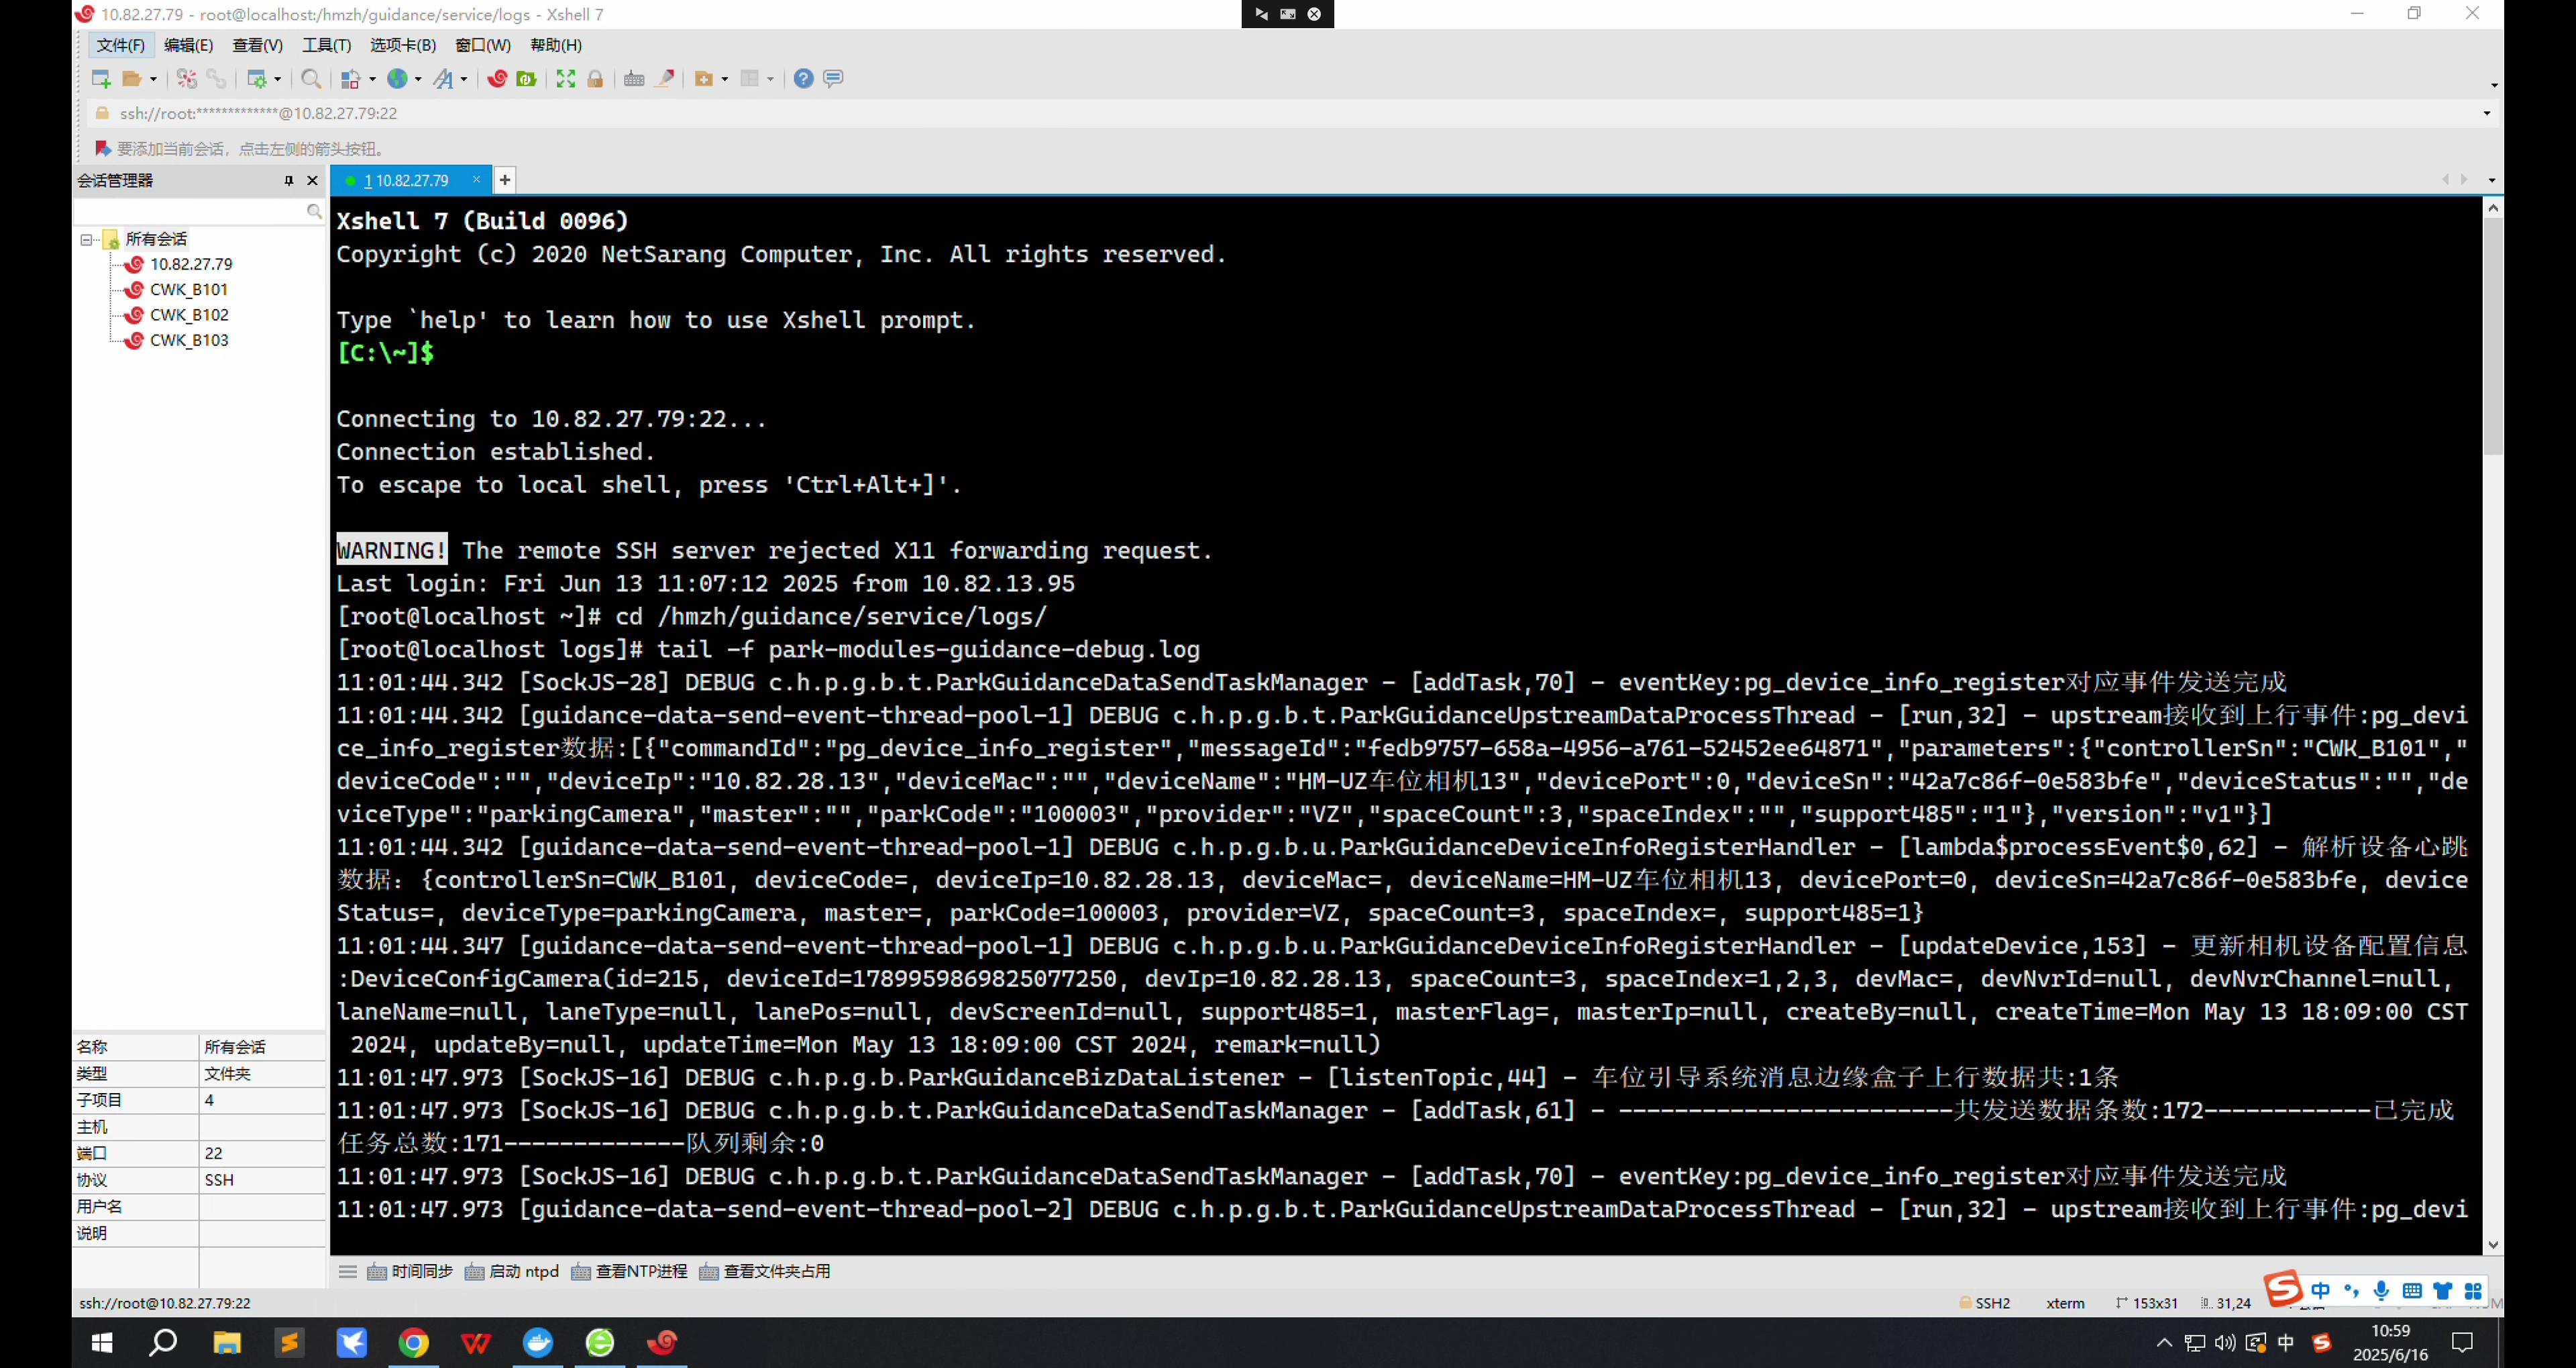 10.82.27.79 - root@localhost:/hmzh/guidance/service/logs - Xshell 7
文件(F) 编辑(E) 查看(V) 工具(T) 选项卡(B) 窗口(W) 帮助(H)
ssh://root:*************@10.82.27.79:22
要添加当前会话，点击左侧的箭头按钮。
会话管理器
1 10.82.27.79
所有会话
10.82.27.79
CWK_B101
CWK_B102
CWK_B103
Xshell 7 (Build 0096)
Copyright (c) 2020 NetSarang Computer, Inc. All rights reserved.
Type `help' to learn how to use Xshell prompt.
[C:\~]$
Connecting to 10.82.27.79:22...
Connection established.
To escape to local shell, press 'Ctrl+Alt+]'.
WARNING! The remote SSH server rejected X11 forwarding request.
Last login: Fri Jun 13 11:07:12 2025 from 10.82.13.95
[root@localhost ~]# cd /hmzh/guidance/service/logs/
[root@localhost logs]# tail -f park-modules-guidance-debug.log
11:01:44.342 [SockJS-28] DEBUG c.h.p.g.b.t.ParkGuidanceDataSendTaskManager - [addTask,70] - eventKey:pg_device_info_register对应事件发送完成
11:01:44.342 [guidance-data-send-event-thread-pool-1] DEBUG c.h.p.g.b.t.ParkGuidanceUpstreamDataProcessThread - [run,32] - upstream接收到上行事件:pg_devi
ce_info_register数据:[{"commandId":"pg_device_info_register","messageId":"fedb9757-658a-4956-a761-52452ee64871","parameters":{"controllerSn":"CWK_B101","
deviceCode":"","deviceIp":"10.82.28.13","deviceMac":"","deviceName":"HM-UZ车位相机13","devicePort":0,"deviceSn":"42a7c86f-0e583bfe","deviceStatus":"","de
viceType":"parkingCamera","master":"","parkCode":"100003","provider":"VZ","spaceCount":3,"spaceIndex":"","support485":"1"},"version":"v1"}]
11:01:44.342 [guidance-data-send-event-thread-pool-1] DEBUG c.h.p.g.b.u.ParkGuidanceDeviceInfoRegisterHandler - [lambda$processEvent$0,62] - 解析设备心跳
数据：{controllerSn=CWK_B101, deviceCode=, deviceIp=10.82.28.13, deviceMac=, deviceName=HM-UZ车位相机13, devicePort=0, deviceSn=42a7c86f-0e583bfe, device
Status=, deviceType=parkingCamera, master=, parkCode=100003, provider=VZ, spaceCount=3, spaceIndex=, support485=1}
11:01:44.347 [guidance-data-send-event-thread-pool-1] DEBUG c.h.p.g.b.u.ParkGuidanceDeviceInfoRegisterHandler - [updateDevice,153] - 更新相机设备配置信息
:DeviceConfigCamera(id=215, deviceId=1789959869825077250, devIp=10.82.28.13, spaceCount=3, spaceIndex=1,2,3, devMac=, devNvrId=null, devNvrChannel=null,
laneName=null, laneType=null, lanePos=null, devScreenId=null, support485=1, masterFlag=, masterIp=null, createBy=null, createTime=Mon May 13 18:09:00 CST
 2024, updateBy=null, updateTime=Mon May 13 18:09:00 CST 2024, remark=null)
11:01:47.973 [SockJS-16] DEBUG c.h.p.g.b.ParkGuidanceBizDataListener - [listenTopic,44] - 车位引导系统消息边缘盒子上行数据共:1条
11:01:47.973 [SockJS-16] DEBUG c.h.p.g.b.t.ParkGuidanceDataSendTaskManager - [addTask,61] - ------------------------共发送数据条数:172------------已完成
任务总数:171-------------队列剩余:0
11:01:47.973 [SockJS-16] DEBUG c.h.p.g.b.t.ParkGuidanceDataSendTaskManager - [addTask,70] - eventKey:pg_device_info_register对应事件发送完成
11:01:47.973 [guidance-data-send-event-thread-pool-2] DEBUG c.h.p.g.b.t.ParkGuidanceUpstreamDataProcessThread - [run,32] - upstream接收到上行事件:pg_devi
名称 所有会话
类型 文件夹
子项目 4
主机
端口 22
协议 SSH
用户名
说明
时间同步 启动 ntpd 查看NTP进程 查看文件夹占用
ssh://root@10.82.27.79:22
SSH2 xterm 153x31 31,24
中
中
10:59
2025/6/16